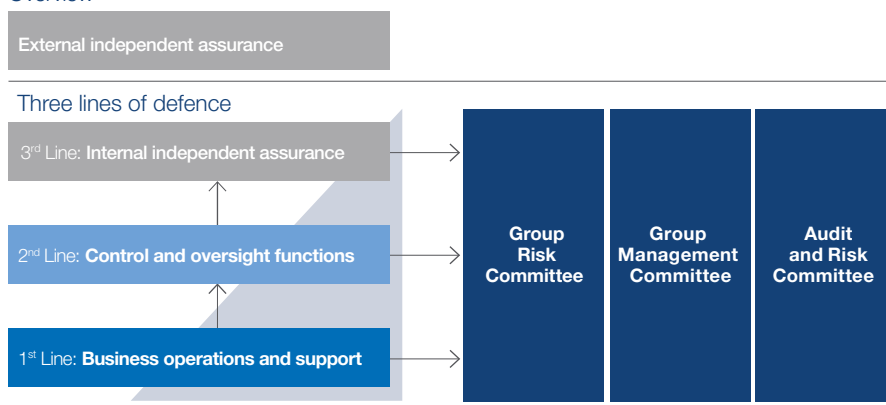 External independent assurance
Three lines of defence
3rd Line: Internal independent assurance
2nd Line: Control and oversight functions
1st Line: Business operations and support
Group
Risk
Committee
Group
Management
Committee
Audit
and Risk
Committee